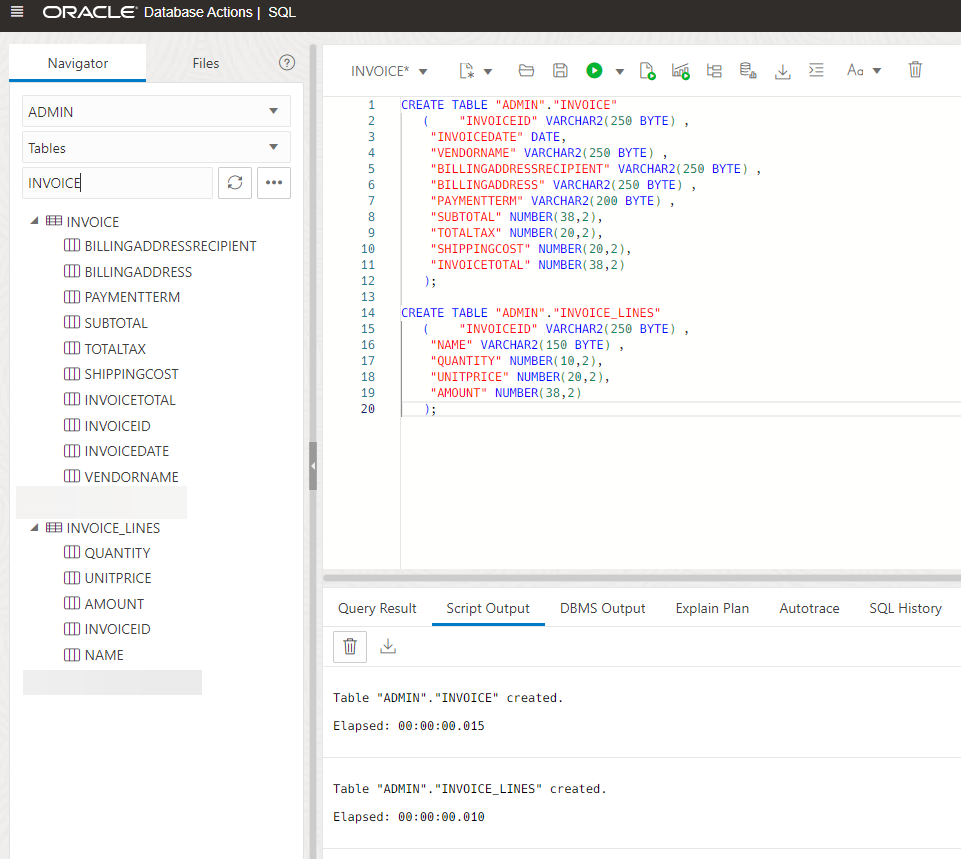 ORACLE Database Actions | SQL
Navigator
Files
?
ADMIN
Tables
INVOICE
INVOICE
BILLINGADDRESSRECIPIENT
BILLINGADDRESS
PAYMENTTERM
SUBTOTAL
TOTALTAX
SHIPPINGCOST
INVOICETOTAL
INVOICEID
INVOICEDATE
VENDORNAME
INVOICE_LINES
QUANTITY
UNITPRICE
AMOUNT
INVOICEID
NAME
INVOICE*
Aa
1 CREATE TABLE "ADMIN"."INVOICE"
2 ( "INVOICEID" VARCHAR2(250 BYTE) ,
3 "INVOICEDATE" DATE,
4 "VENDORNAME" VARCHAR2(250 BYTE) ,
5 "BILLINGADDRESSRECIPIENT" VARCHAR2(250 BYTE) ,
6 "BILLINGADDRESS" VARCHAR2(250 BYTE) ,
7 "PAYMENTTERM" VARCHAR2(200 BYTE) ,
8 "SUBTOTAL" NUMBER(38,2),
9 "TOTALTAX" NUMBER(20,2),
10 "SHIPPINGCOST" NUMBER(20,2),
11 "INVOICETOTAL" NUMBER(38,2)
12 );
13
14 CREATE TABLE "ADMIN"."INVOICE_LINES"
15 ( "INVOICEID" VARCHAR2(250 BYTE) ,
16 "NAME" VARCHAR2(150 BYTE) ,
17 "QUANTITY" NUMBER(10,2),
18 "UNITPRICE" NUMBER(20,2),
19 "AMOUNT" NUMBER(38,2)
20 );
Query Result
Script Output
DBMS Output
Explain Plan
Autotrace
SQL History
Table "ADMIN"."INVOICE" created.
Elapsed: 00:00:00.015
Table "ADMIN"."INVOICE_LINES" created.
Elapsed: 00:00:00.010